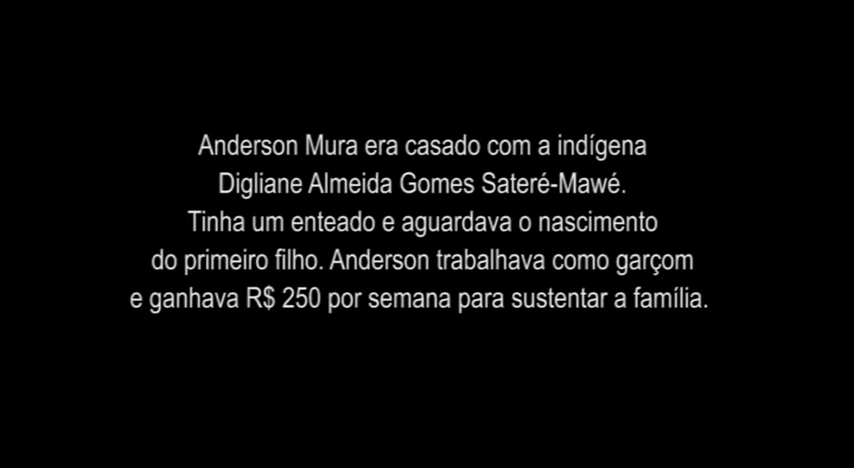 Anderson Mura era casado com a indígena
Digliane Almeida Gomes Sateré-Mawé.
Tinha um enteado e aguardava o nascimento
do primeiro filho. Anderson trabalhava como garçom
e ganhava R$ 250 por semana para sustentar a família.